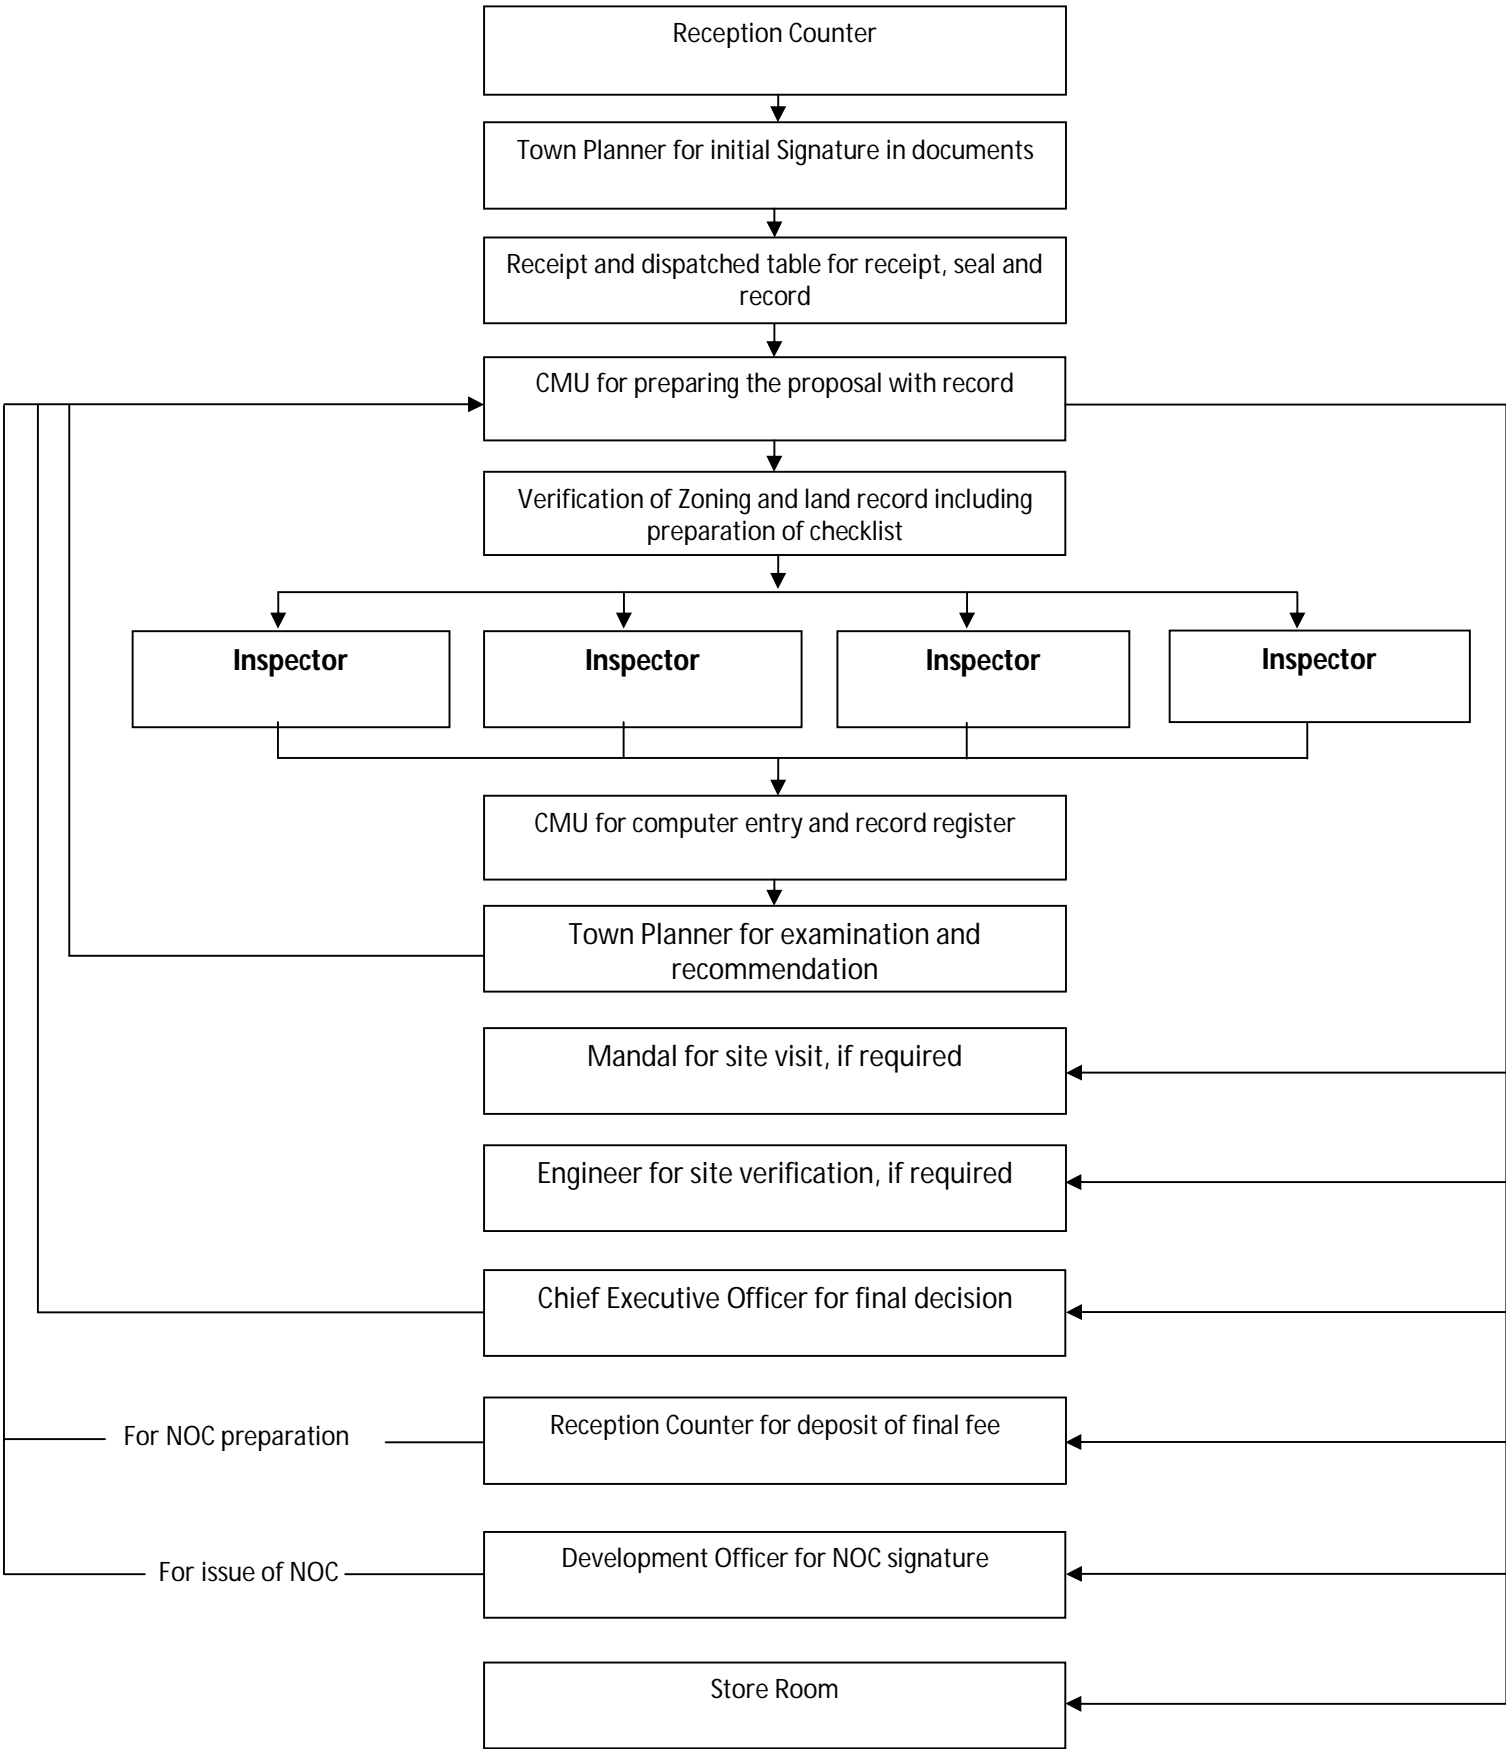 Reception Counter
Town Planner for initial Signature in documents
Receipt and dispatched table for receipt, seal and
record
CMU for preparing the proposal with record
Verification of Zoning and land record including
preparation of checklist
Inspector
Inspector
Inspector
Inspector
CMU for computer entry and record register
Town Planner for examination and
recommendation
Mandal for site visit, if required
Engineer for site verification, if required
Chief Executive Officer for final decision
For NOC preparation
Reception Counter for deposit of final fee
For issue of NOC
Development Officer for NOC signature
Store Room